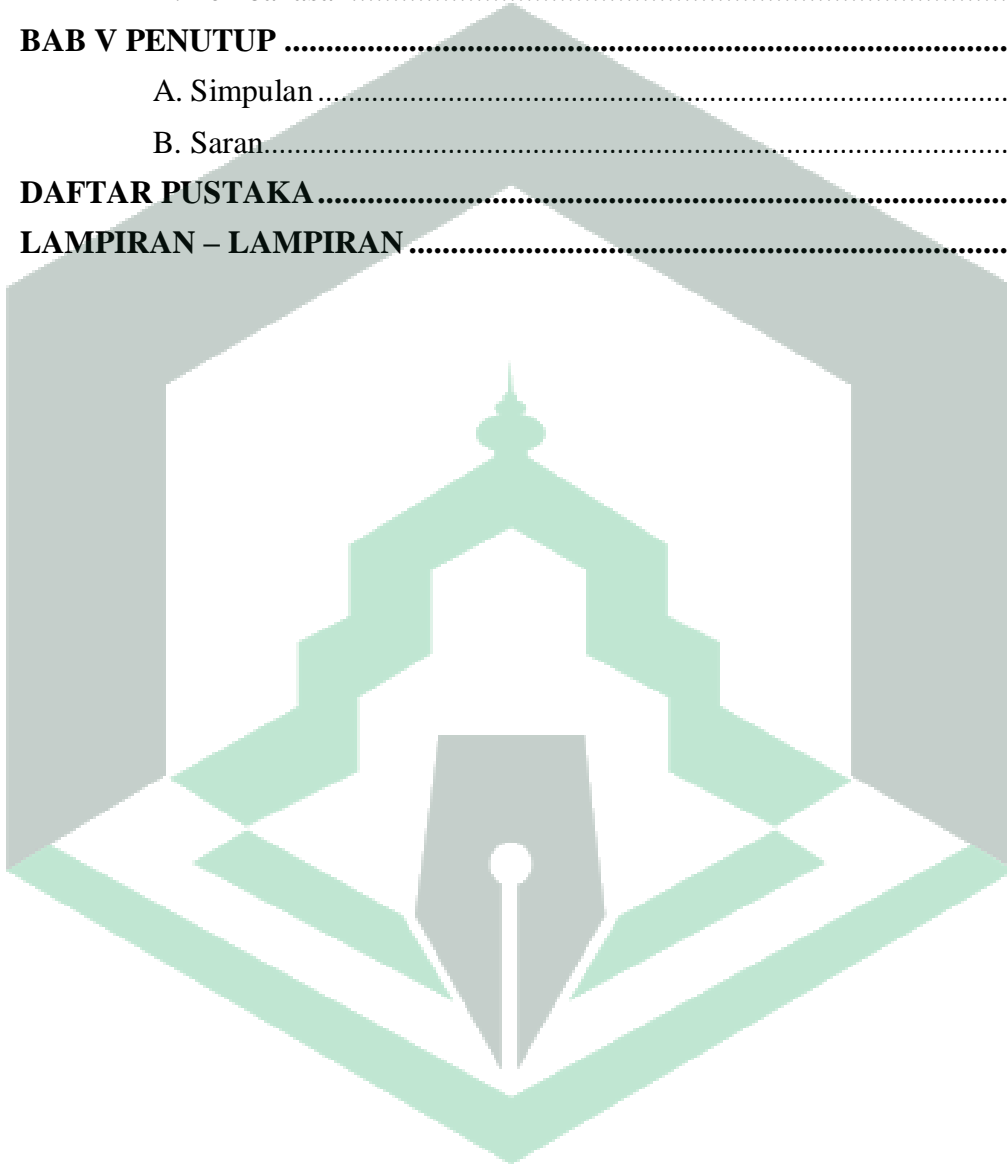 BAB V PENUTUP ....................................................................................
A. Simpulan ....................................................................................
B. Saran....................................................................................
DAFTAR PUSTAKA ....................................................................................
LAMPIRAN – LAMPIRAN ....................................................................................